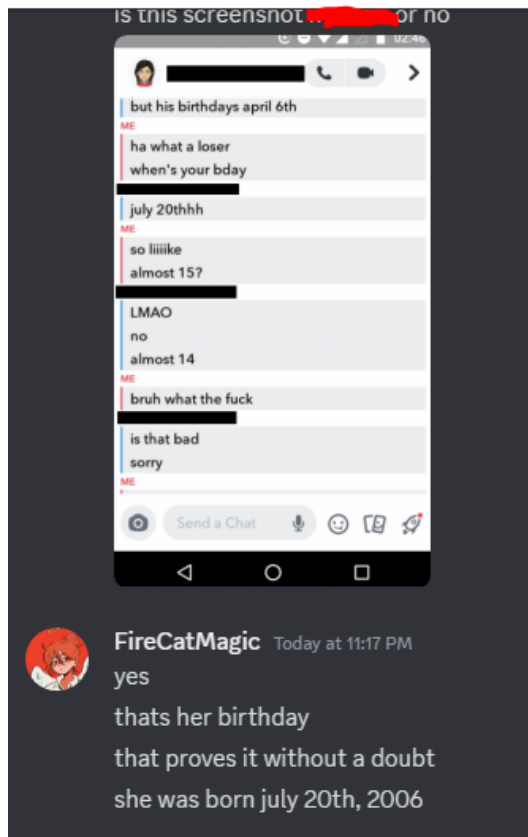 is this screenshot or no
02:46
but his birthdays april 6th
ME
ha what a loser
when's your bday
july 20thhh
ME
so liiiike
almost 15?
LMAO
no
almost 14
ME
bruh what the fuck
is that bad
sorry
ME
Send a Chat
FireCatMagic Today at 11:17 PM
yes
thats her birthday
that proves it without a doubt
she was born july 20th, 2006